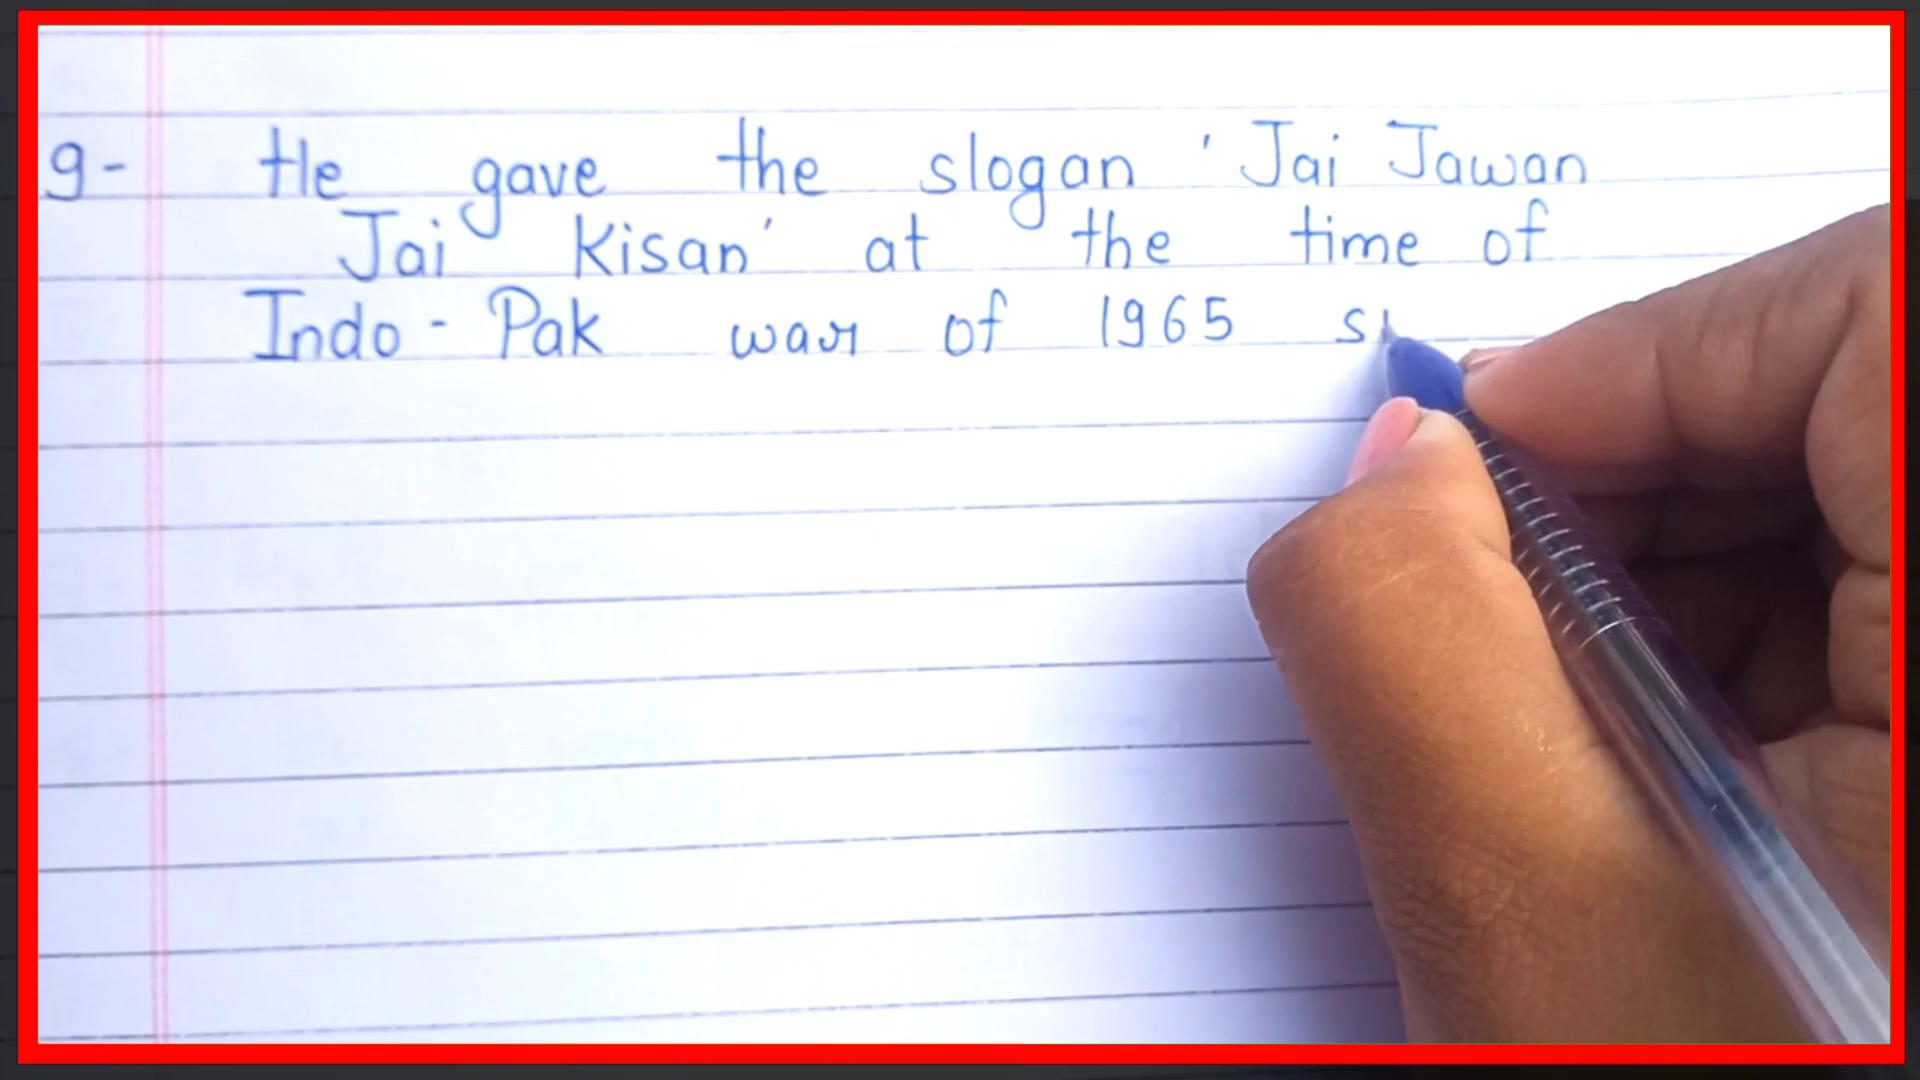 9- He gave the slogan 'Jai Jawan
Jai Kisan' at the time of
Indo - Pak war of 1965